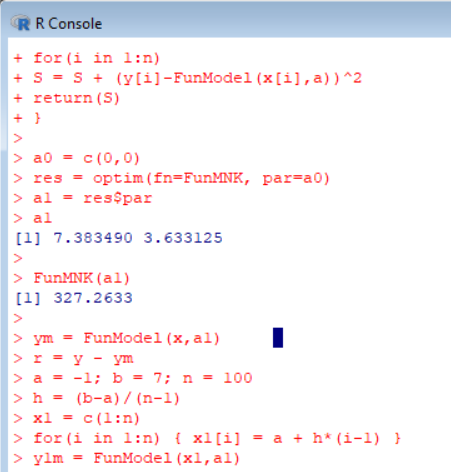 R Console
+ for(i in 1:n)
+ S = S + (y[i]-FunModel(x[i],a))^2
+ return(S)
+ }
>
> a0 = c(0,0)
> res = optim(fn=FunMNK, par=a0)
> a1 = res$par
> a1
[1] 7.383490 3.633125
>
> FunMNK(a1)
[1] 327.2633
>
> ym = FunModel(x,a1)
> r = y - ym
> a = -1; b = 7; n = 100
> h = (b-a)/(n-1)
> x1 = c(1:n)
> for(i in 1:n) { x1[i] = a + h*(i-1) }
> y1m = FunModel(x1,a1)